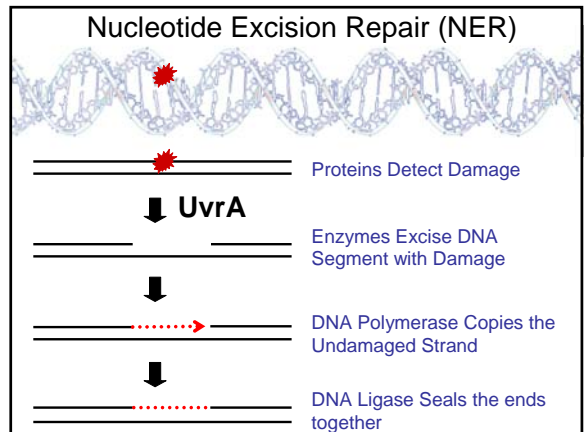 Nucleotide Excision Repair (NER)
Proteins Detect Damage
UvrA
Enzymes Excise DNA
Segment with Damage
DNA Polymerase Copies the
Undamaged Strand
DNA Ligase Seals the ends
together